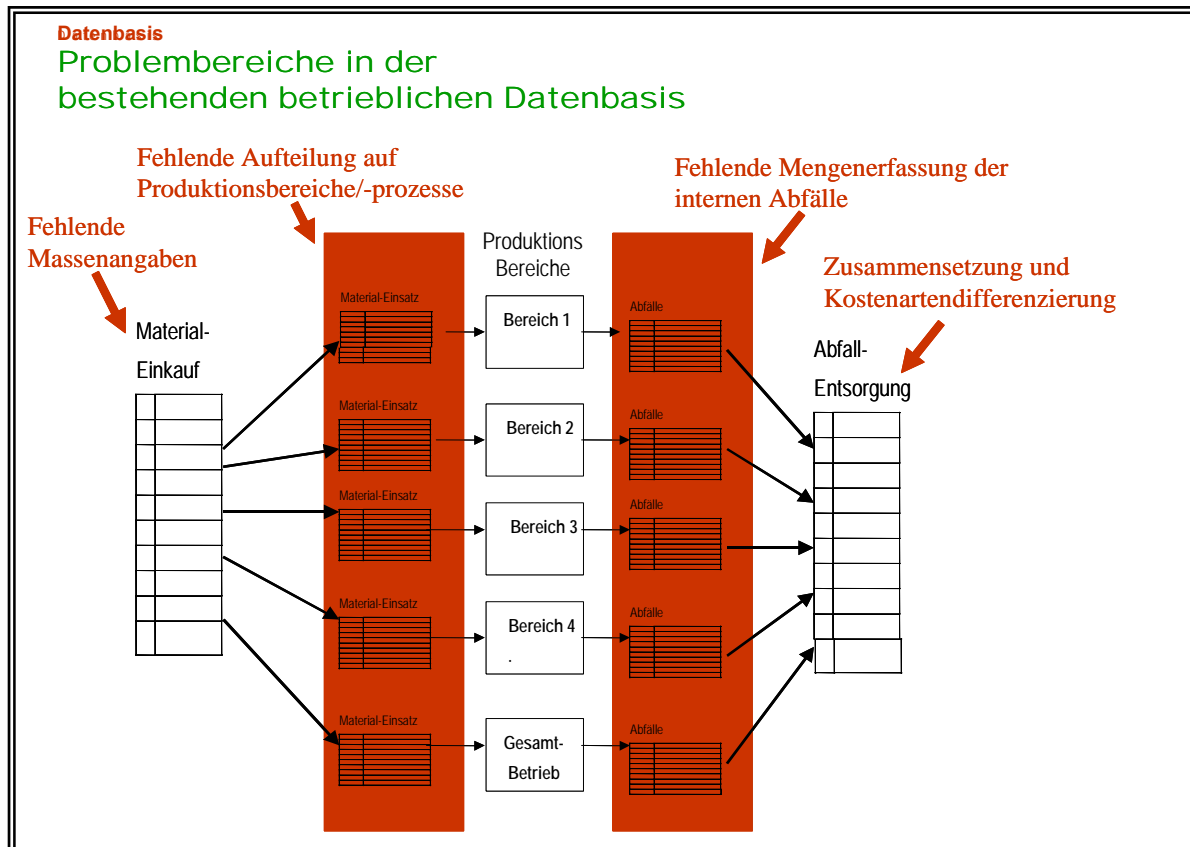 Datenbasis
Problembereiche in der
bestehenden betrieblichen Datenbasis
Fehlende Aufteilung auf
Produktionsbereiche/-prozesse
Fehlende Mengenerfassung der
internen Abfälle
Fehlende
Massenangaben
Zusammensetzung und
Kostenartendifferenzierung
Material-
Einkauf
Produktions
Bereiche
Abfall-
Entsorgung
Material-Einsatz
Bereich 1
Abfälle
Material-Einsatz
Bereich 2
Abfälle
Material-Einsatz
Bereich 3
Abfälle
Material-Einsatz
Bereich 4
.
Abfälle
Material-Einsatz
Gesamt-
Betrieb
Abfälle